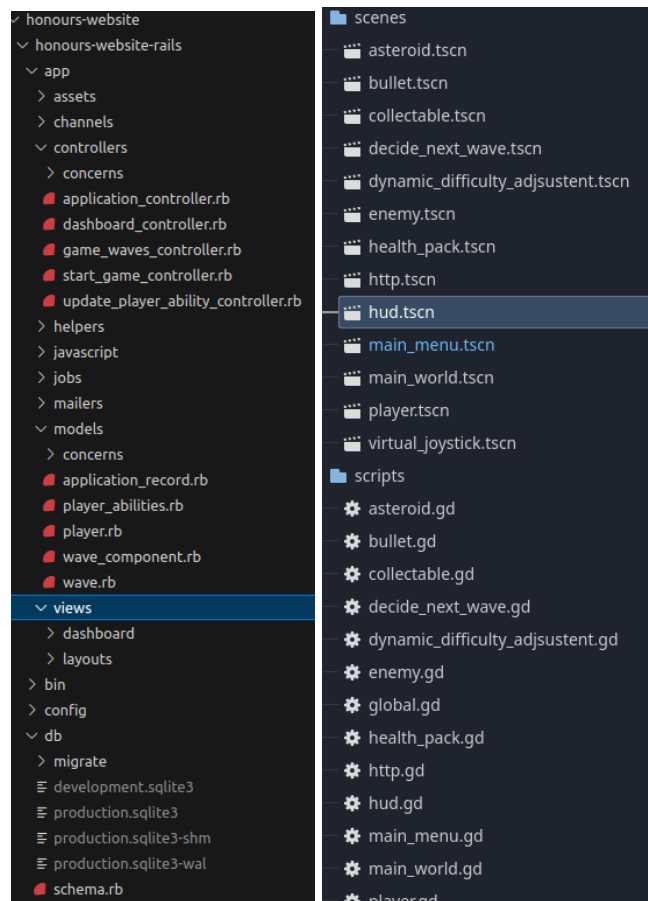 honours-website
honours-website-rails
app
assets
channels
controllers
concerns
application_controller.rb
dashboard_controller.rb
game_waves_controller.rb
start_game_controller.rb
update_player_ability_controller.rb
helpers
javascript
jobs
mailers
models
concerns
application_record.rb
player_abilities.rb
player.rb
wave_component.rb
wave.rb
views
dashboard
layouts
bin
config
db
migrate
development.sqlite3
production.sqlite3
production.sqlite3-shm
production.sqlite3-wal
schema.rb
scenes
asteroid.tscn
bullet.tscn
collectable.tscn
decide_next_wave.tscn
dynamic_difficulty_adjsustent.tscn
enemy.tscn
health_pack.tscn
http.tscn
hud.tscn
main_menu.tscn
main_world.tscn
player.tscn
virtual_joystick.tscn
scripts
asteroid.gd
bullet.gd
collectable.gd
decide_next_wave.gd
dynamic_difficulty_adjsustent.gd
enemy.gd
global.gd
health_pack.gd
http.gd
hud.gd
main_menu.gd
main_world.gd
player.gd